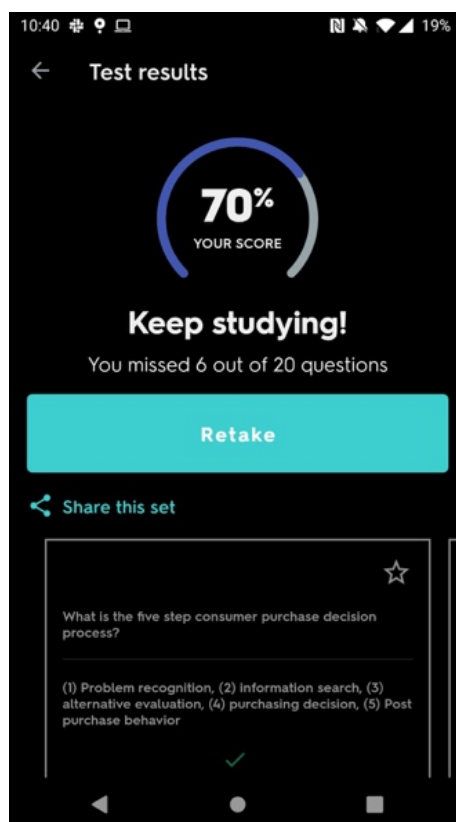 10:40
19%
Test results
70%
YOUR SCORE
Keep studying!
You missed 6 out of 20 questions
Retake
Share this set
What is the five step consumer purchase decision
process?
(1) Problem recognition, (2) information search, (3)
alternative evaluation, (4) purchasing decision, (5) Post
purchase behavior